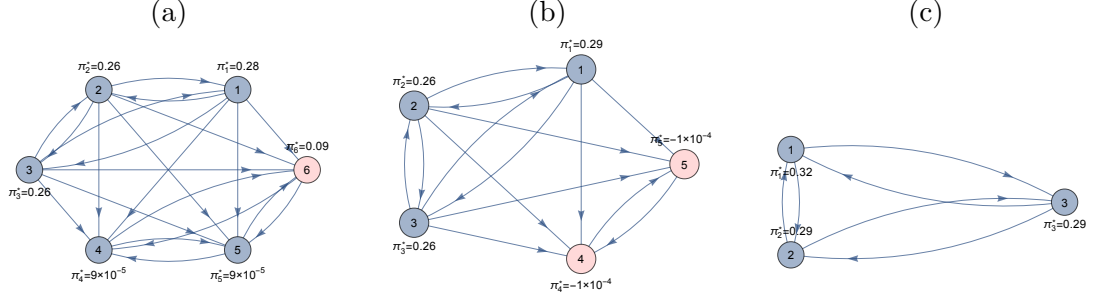 (a) (b) (c)
π₁*=0.29
π₂*=0.26 π₁*=0.28
2 1
1
π₂*=0.26
2
π₆*=0.09
π₅*=−1×10⁻⁴
1
3 6
5
π₁*=0.32
π₃*=0.26
3
π₃*=0.29
3
π₂*=0.29
π₃*=0.26
4 5
4
2
π₄*=9×10⁻⁵ π₅*=9×10⁻⁵
π₄*=−1×10⁻⁴